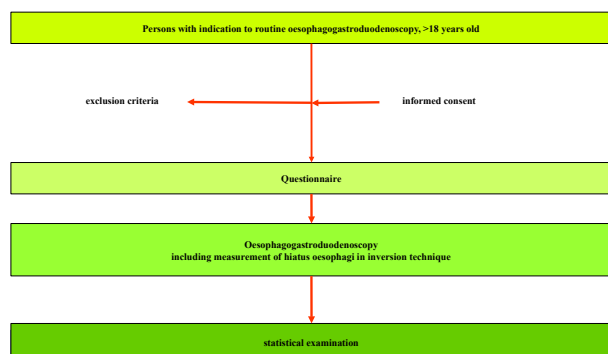 Persons with indication to routine oesophagogastroduodenoscopy, >18 years old
exclusion criteria
informed consent
Questionnaire
Oesophagogastroduodenoscopy
including measurement of hiatus oesophagi in inversion technique
statistical examination